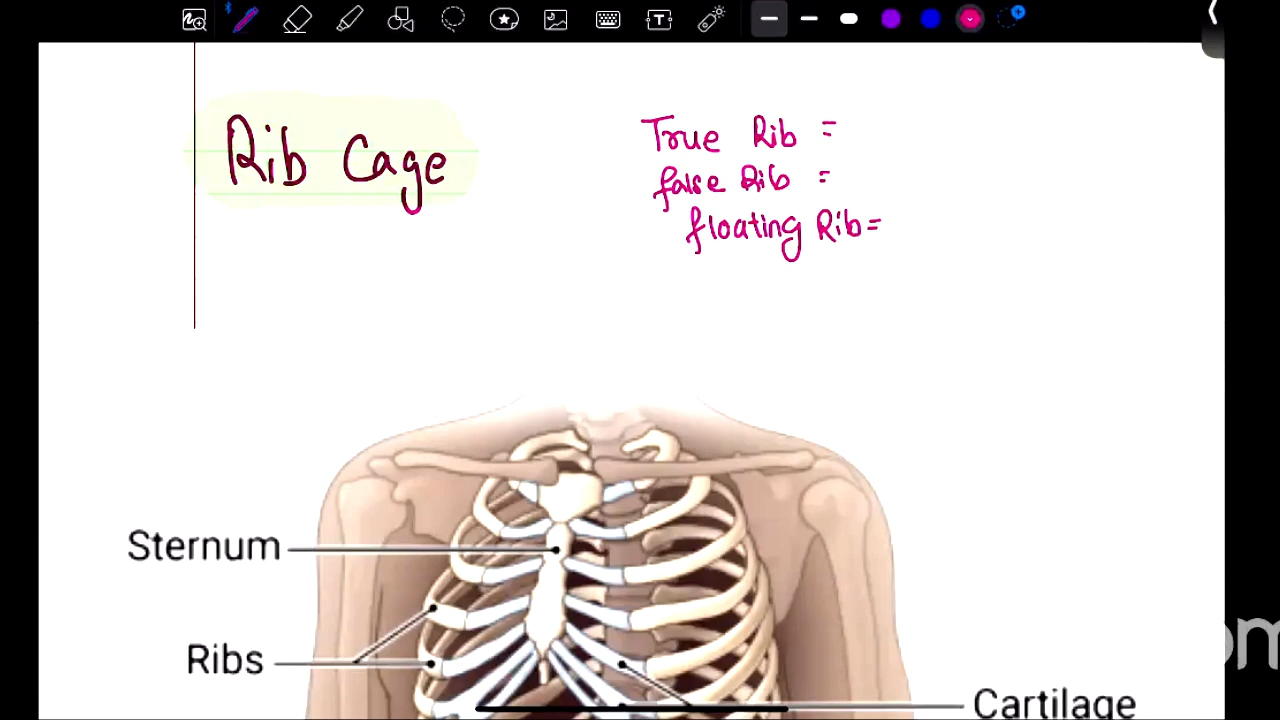 Rib Cage
True Rib =
false Rib =
floating Rib=
Sternum
Ribs
Cartilage